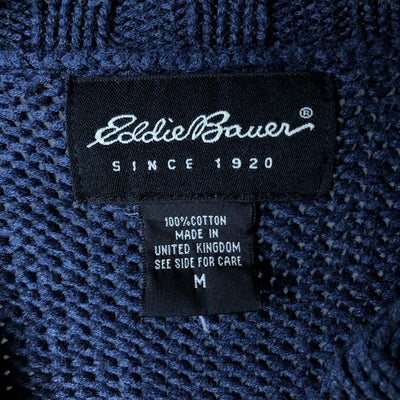 Eddie Bauer®
SINCE 1920
100% COTTON
MADE IN
UNITED KINGDOM
SEE SIDE FOR CARE
M